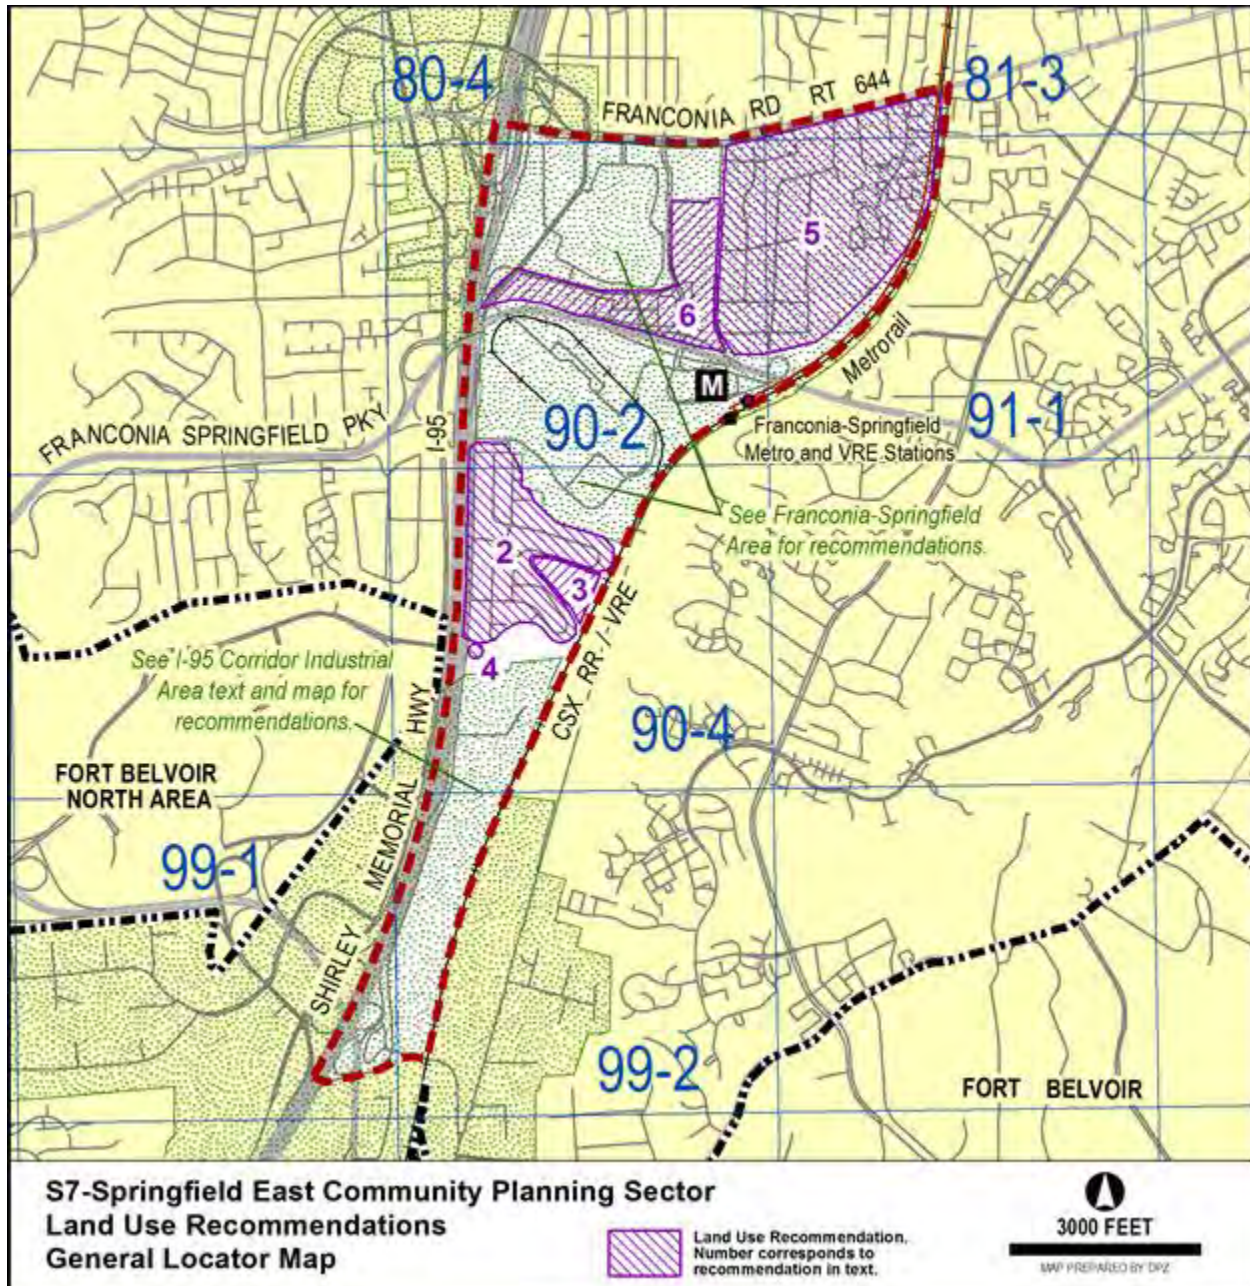 80-4
81-3
FRANCONIA RD RT 644
5
6
M
Metrorail
FRANCONIA SPRINGFIELD PKY
I-95
90-2
91-1
Franconia-Springfield
Metro and VRE Stations
See Franconia-Springfield
Area for recommendations.
2
3
4
See I-95 Corridor Industrial
Area text and map for
recommendations.
CSX RR / VRE
90-4
FORT BELVOIR
NORTH AREA
SHIRLEY MEMORIAL HWY
99-1
99-2
FORT BELVOIR
S7-Springfield East Community Planning Sector
Land Use Recommendations
General Locator Map
Land Use Recommendation.
Number corresponds to
recommendation in text.
3000 FEET
MAP PREPARED BY DPZ